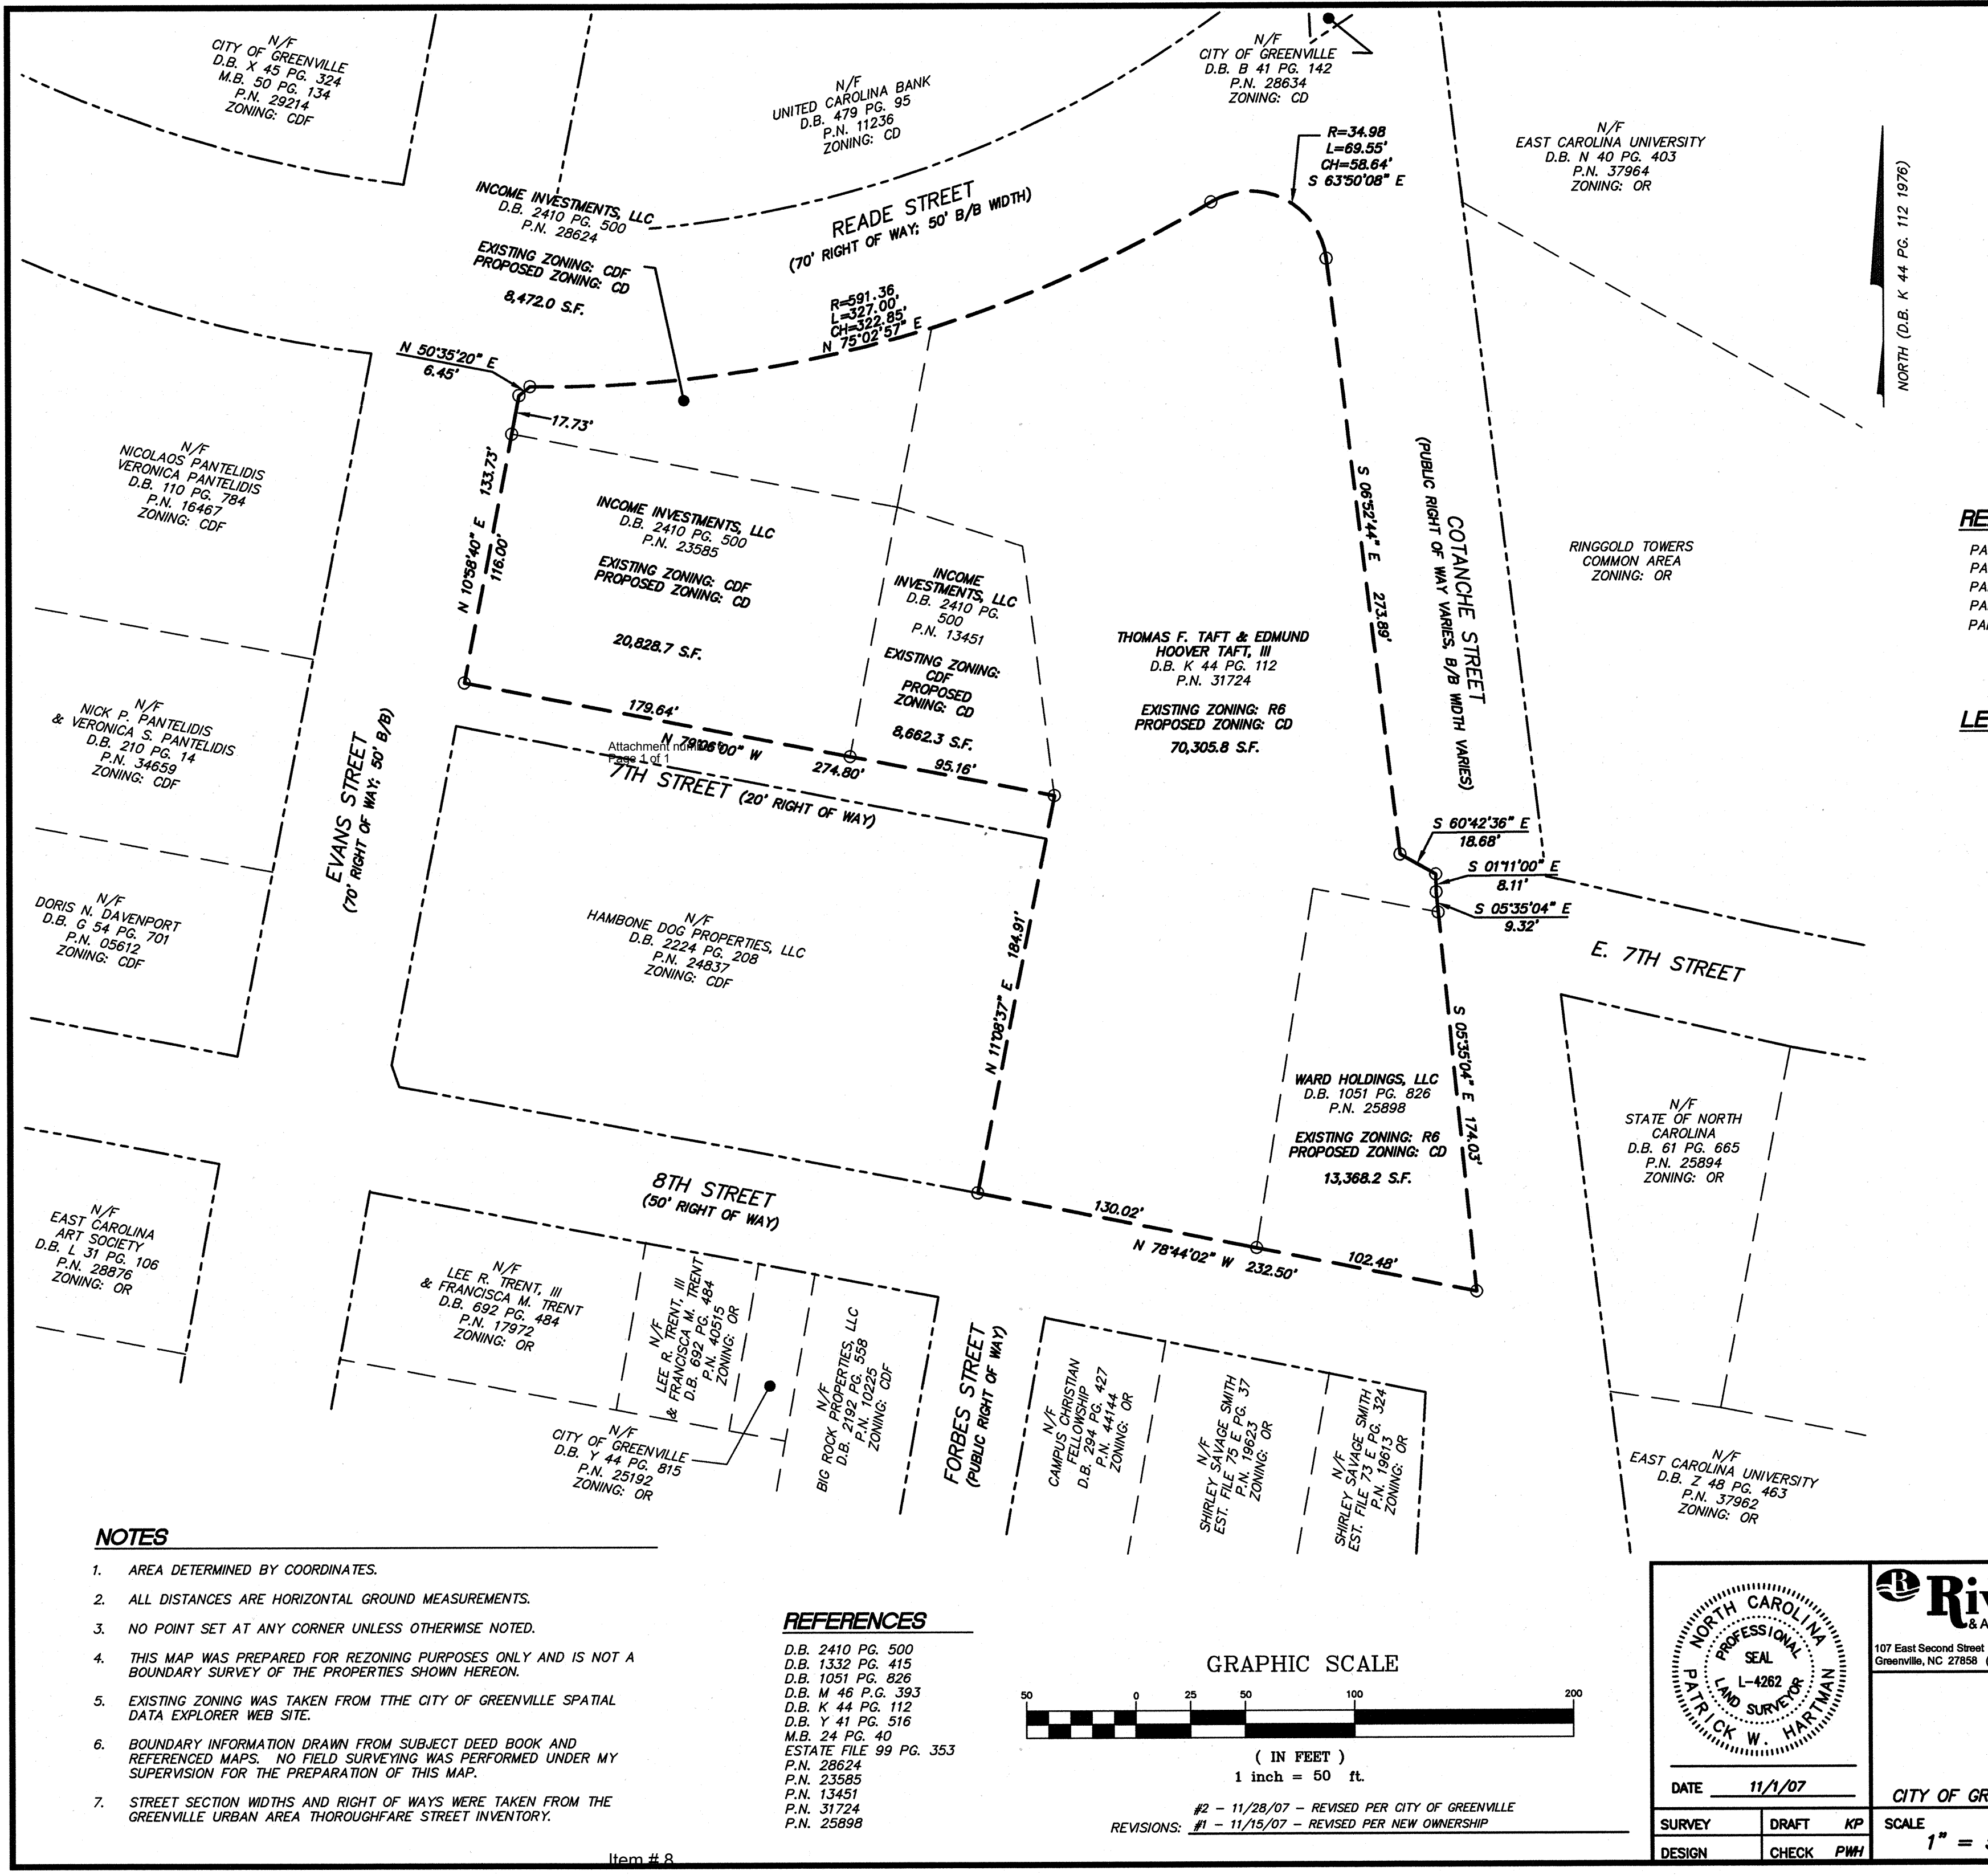 N/F
CITY OF GREENVILLE
D.B. X 45 PG. 324
M.B. 50 PG. 134
P.N. 29214
ZONING: CDF
N/F
UNITED CAROLINA BANK
D.B. 479 PG. 95
P.N. 11236
ZONING: CD
N/F
CITY OF GREENVILLE
D.B. B 41 PG. 142
P.N. 28634
ZONING: CD
R=34.98
L=69.55'
CH=58.64'
S 63°50'08" E
N/F
EAST CAROLINA UNIVERSITY
D.B. N 40 PG. 403
P.N. 37964
ZONING: OR
NORTH (D.B. K 44 PG. 112 1976)
INCOME INVESTMENTS, LLC
D.B. 2410 PG. 500
P.N. 28624
EXISTING ZONING: CDF
PROPOSED ZONING: CD
8,472.0 S.F.
READE STREET
(70' RIGHT OF WAY; 50' B/B WIDTH)
R=591.36
L=327.00'
CH=322.85'
N 75°02'57" E
N 50°35'20" E
6.45'
17.73'
N 10°58'40" E 133.73'
116.00'
N/F
NICOLAOS PANTELIDIS
VERONICA PANTELIDIS
D.B. 110 PG. 784
P.N. 16467
ZONING: CDF
INCOME INVESTMENTS, LLC
D.B. 2410 PG. 500
P.N. 23585
EXISTING ZONING: CDF
PROPOSED ZONING: CD
20,828.7 S.F.
INCOME
INVESTMENTS, LLC
D.B. 2410 PG.
500
P.N. 13451
EXISTING ZONING:
CDF
PROPOSED
ZONING: CD
8,662.3 S.F.
THOMAS F. TAFT & EDMUND
HOOVER TAFT, III
D.B. K 44 PG. 112
P.N. 31724
EXISTING ZONING: R6
PROPOSED ZONING: CD
70,305.8 S.F.
S 06°52'44" E 273.89'
COTANCHE STREET
(PUBLIC RIGHT OF WAY VARIES, B/B WIDTH VARIES)
RINGGOLD TOWERS
COMMON AREA
ZONING: OR
RE
PA
PA
PA
PA
PA
LE
N/F
NICK P. PANTELIDIS
& VERONICA S. PANTELIDIS
D.B. 210 PG. 14
P.N. 34659
ZONING: CDF
EVANS STREET
(70' RIGHT OF WAY; 50' B/B)
179.64'
N 79°06'00" W
274.80'
95.16'
Attachment number
Page 1 of 1
7TH STREET (20' RIGHT OF WAY)
S 60°42'36" E
18.68'
S 01°11'00" E
8.11'
S 05°35'04" E
9.32'
N/F
DORIS N. DAVENPORT
D.B. G 54 PG. 701
P.N. 05612
ZONING: CDF
N/F
HAMBONE DOG PROPERTIES, LLC
D.B. 2224 PG. 208
P.N. 24837
ZONING: CDF
N 11°08'37" E 184.91'
E. 7TH STREET
S 05°35'04" E 174.03'
WARD HOLDINGS, LLC
D.B. 1051 PG. 826
P.N. 25898
EXISTING ZONING: R6
PROPOSED ZONING: CD
13,368.2 S.F.
N/F
STATE OF NORTH
CAROLINA
D.B. 61 PG. 665
P.N. 25894
ZONING: OR
8TH STREET
(50' RIGHT OF WAY)
130.02'
N 78°44'02" W 232.50'
102.48'
N/F
EAST CAROLINA
ART SOCIETY
D.B. L 31 PG. 106
P.N. 28876
ZONING: OR
N/F
LEE R. TRENT, III
& FRANCISCA M. TRENT
D.B. 692 PG. 484
P.N. 17972
ZONING: OR
N/F
LEE R. TRENT, III
& FRANCISCA M. TRENT
D.B. 692 PG. 484
P.N. 40515
ZONING: OR
N/F
CITY OF GREENVILLE
D.B. Y 44 PG. 815
P.N. 25192
ZONING: OR
N/F
BIG ROCK PROPERTIES, LLC
D.B. 2192 PG. 558
P.N. 10225
ZONING: CDF
FORBES STREET
(PUBLIC RIGHT OF WAY)
N/F
CAMPUS CHRISTIAN
FELLOWSHIP
D.B. 294 PG. 427
P.N. 44144
ZONING: OR
N/F
SHIRLEY SAVAGE SMITH
EST. FILE 75 E PG. 37
P.N. 19623
ZONING: OR
N/F
SHIRLEY SAVAGE SMITH
EST. FILE 73 E PG. 324
P.N. 19613
ZONING: OR
N/F
EAST CAROLINA UNIVERSITY
D.B. Z 48 PG. 463
P.N. 37962
ZONING: OR
NOTES
1. AREA DETERMINED BY COORDINATES.
2. ALL DISTANCES ARE HORIZONTAL GROUND MEASUREMENTS.
3. NO POINT SET AT ANY CORNER UNLESS OTHERWISE NOTED.
4. THIS MAP WAS PREPARED FOR REZONING PURPOSES ONLY AND IS NOT A
BOUNDARY SURVEY OF THE PROPERTIES SHOWN HEREON.
5. EXISTING ZONING WAS TAKEN FROM TTHE CITY OF GREENVILLE SPATIAL
DATA EXPLORER WEB SITE.
6. BOUNDARY INFORMATION DRAWN FROM SUBJECT DEED BOOK AND
REFERENCED MAPS. NO FIELD SURVEYING WAS PERFORMED UNDER MY
SUPERVISION FOR THE PREPARATION OF THIS MAP.
7. STREET SECTION WIDTHS AND RIGHT OF WAYS WERE TAKEN FROM THE
GREENVILLE URBAN AREA THOROUGHFARE STREET INVENTORY.
REFERENCES
D.B. 2410 PG. 500
D.B. 1332 PG. 415
D.B. 1051 PG. 826
D.B. M 46 P.G. 393
D.B. K 44 PG. 112
D.B. Y 41 PG. 516
M.B. 24 PG. 40
ESTATE FILE 99 PG. 353
P.N. 28624
P.N. 23585
P.N. 13451
P.N. 31724
P.N. 25898
GRAPHIC SCALE
50 0 25 50 100 200
( IN FEET )
1 inch = 50 ft.
#2 - 11/28/07 - REVISED PER CITY OF GREENVILLE
REVISIONS: #1 - 11/15/07 - REVISED PER NEW OWNERSHIP
NORTH CAROLINA
PROFESSIONAL
SEAL
L-4262
LAND SURVEYOR
PATRICK W. HARTMAN
DATE 11/1/07
SURVEY DRAFT KP
DESIGN CHECK PWH
R
Riv
& A
107 East Second Street
Greenville, NC 27858 (
CITY OF GR
SCALE
1" =
Item # 8